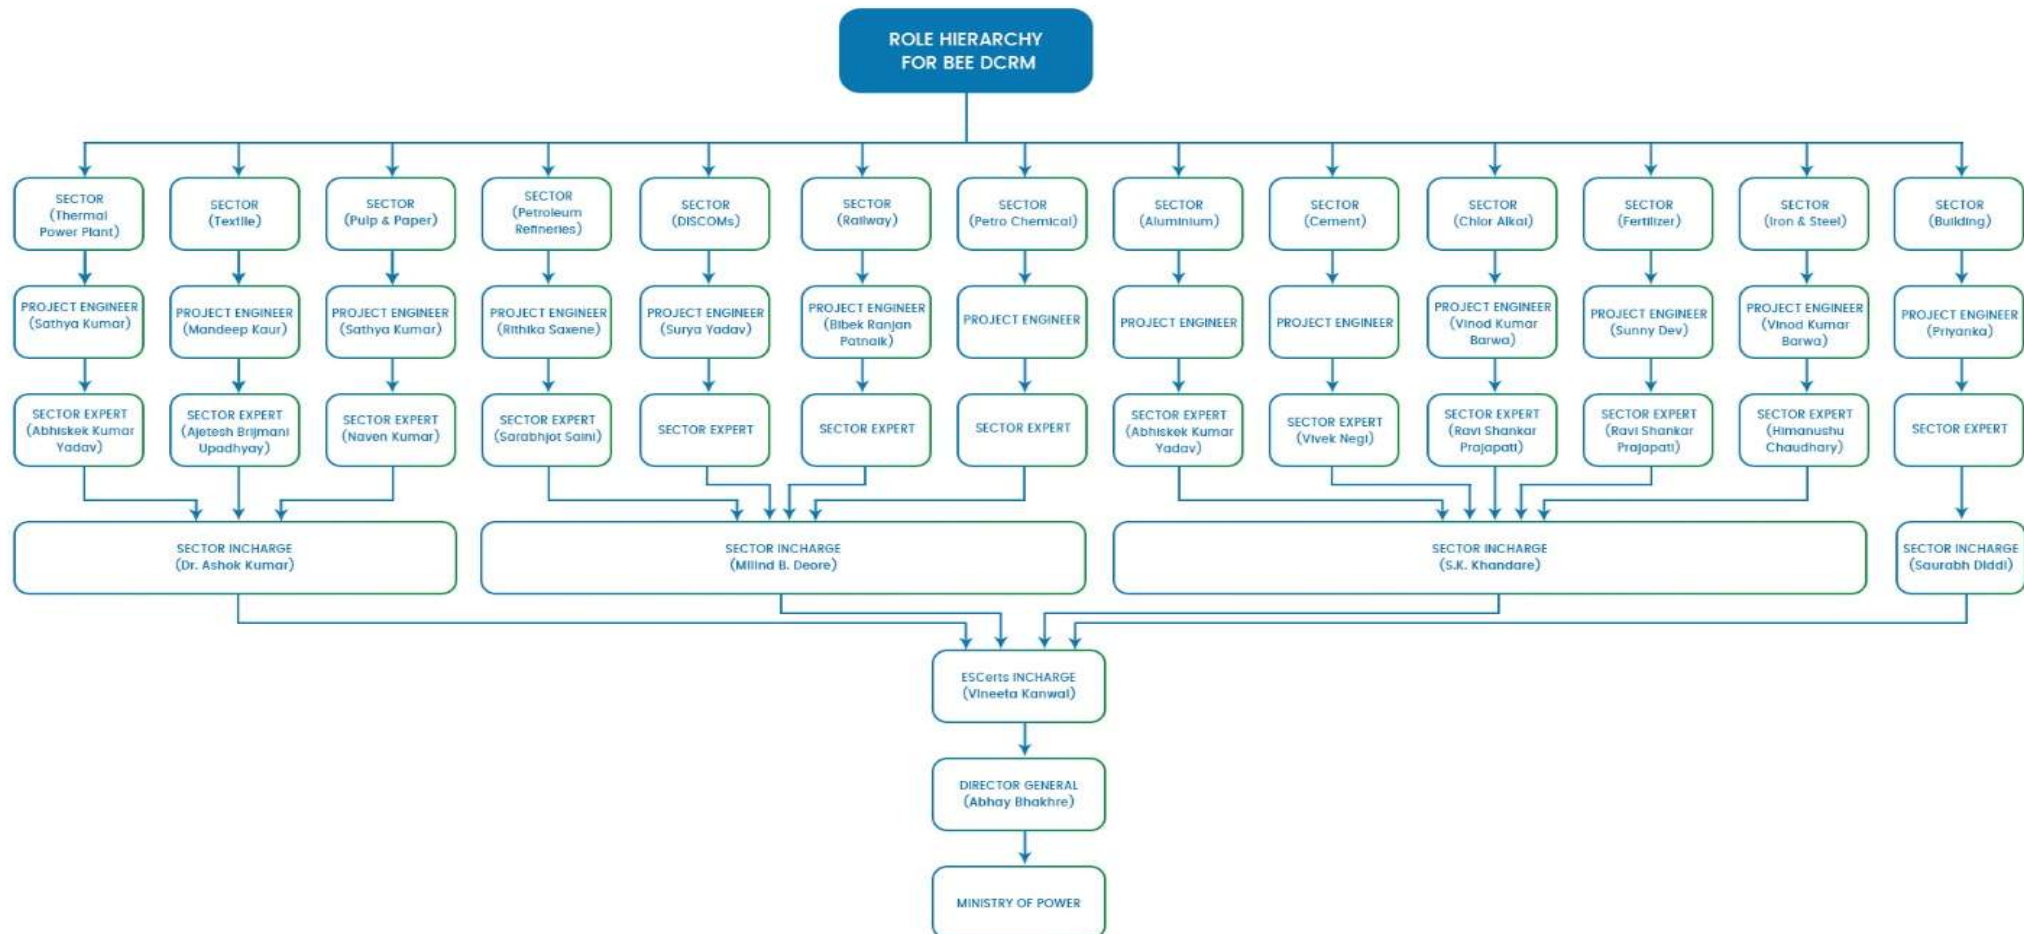 ROLE HIERARCHY
FOR BEE DCRM
SECTOR
(Thermal
Power Plant)
SECTOR
(Textile)
SECTOR
(Pulp & Paper)
SECTOR
(Petroleum
Refineries)
SECTOR
(DISCOMs)
SECTOR
(Railway)
SECTOR
(Petro Chemical)
SECTOR
(Aluminium)
SECTOR
(Cement)
SECTOR
(Chlor Alkai)
SECTOR
(Fertilizer)
SECTOR
(Iron & Steel)
SECTOR
(Building)
PROJECT ENGINEER
(Sathya Kumar)
PROJECT ENGINEER
(Mandeep Kaur)
PROJECT ENGINEER
(Sathya Kumar)
PROJECT ENGINEER
(Rithika Saxene)
PROJECT ENGINEER
(Surya Yadav)
PROJECT ENGINEER
(Bibek Ranjan
Patnaik)
PROJECT ENGINEER
PROJECT ENGINEER
PROJECT ENGINEER
PROJECT ENGINEER
(Vinod Kumar
Barwa)
PROJECT ENGINEER
(Sunny Dev)
PROJECT ENGINEER
(Vinod Kumar
Barwa)
PROJECT ENGINEER
(Priyanka)
SECTOR EXPERT
(Abhiskek Kumar
Yadav)
SECTOR EXPERT
(Ajetesh Brijmani
Upadhyay)
SECTOR EXPERT
(Naven Kumar)
SECTOR EXPERT
(Sarabhjot Saini)
SECTOR EXPERT
SECTOR EXPERT
SECTOR EXPERT
SECTOR EXPERT
(Abhiskek Kumar
Yadav)
SECTOR EXPERT
(Vivek Negi)
SECTOR EXPERT
(Ravi Shankar
Prajapati)
SECTOR EXPERT
(Ravi Shankar
Prajapati)
SECTOR EXPERT
(Himanushu
Chaudhary)
SECTOR EXPERT
SECTOR INCHARGE
(Dr. Ashok Kumar)
SECTOR INCHARGE
(Milind B. Deore)
SECTOR INCHARGE
(S.K. Khandare)
SECTOR INCHARGE
(Saurabh Diddi)
ESCerts INCHARGE
(Vineeta Kanwal)
DIRECTOR GENERAL
(Abhay Bhakhre)
MINISTRY OF POWER